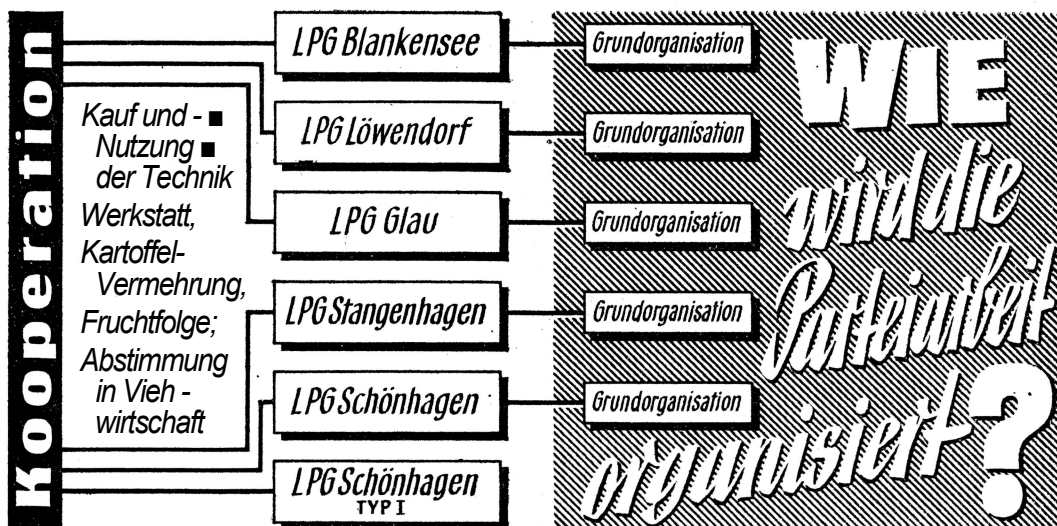 Kooperation
Kauf und - ■
Nutzung ■
der Technik
Werkstatt,
Kartoffel-
Vermehrung,
Fruchtfolge;
Abstimmung
in Vieh -
wirtschaft
LPG Blankensee
LPG Löwendorf
LPG Glau
LPG Stangenhagen
LPG Schönhagen
LPG Schönhagen
TYP I
Grundorganisation
Grundorganisation
Grundorganisation
Grundorganisation
Grundorganisation
WIE
wird die
Parteiarbeit
organisiert?